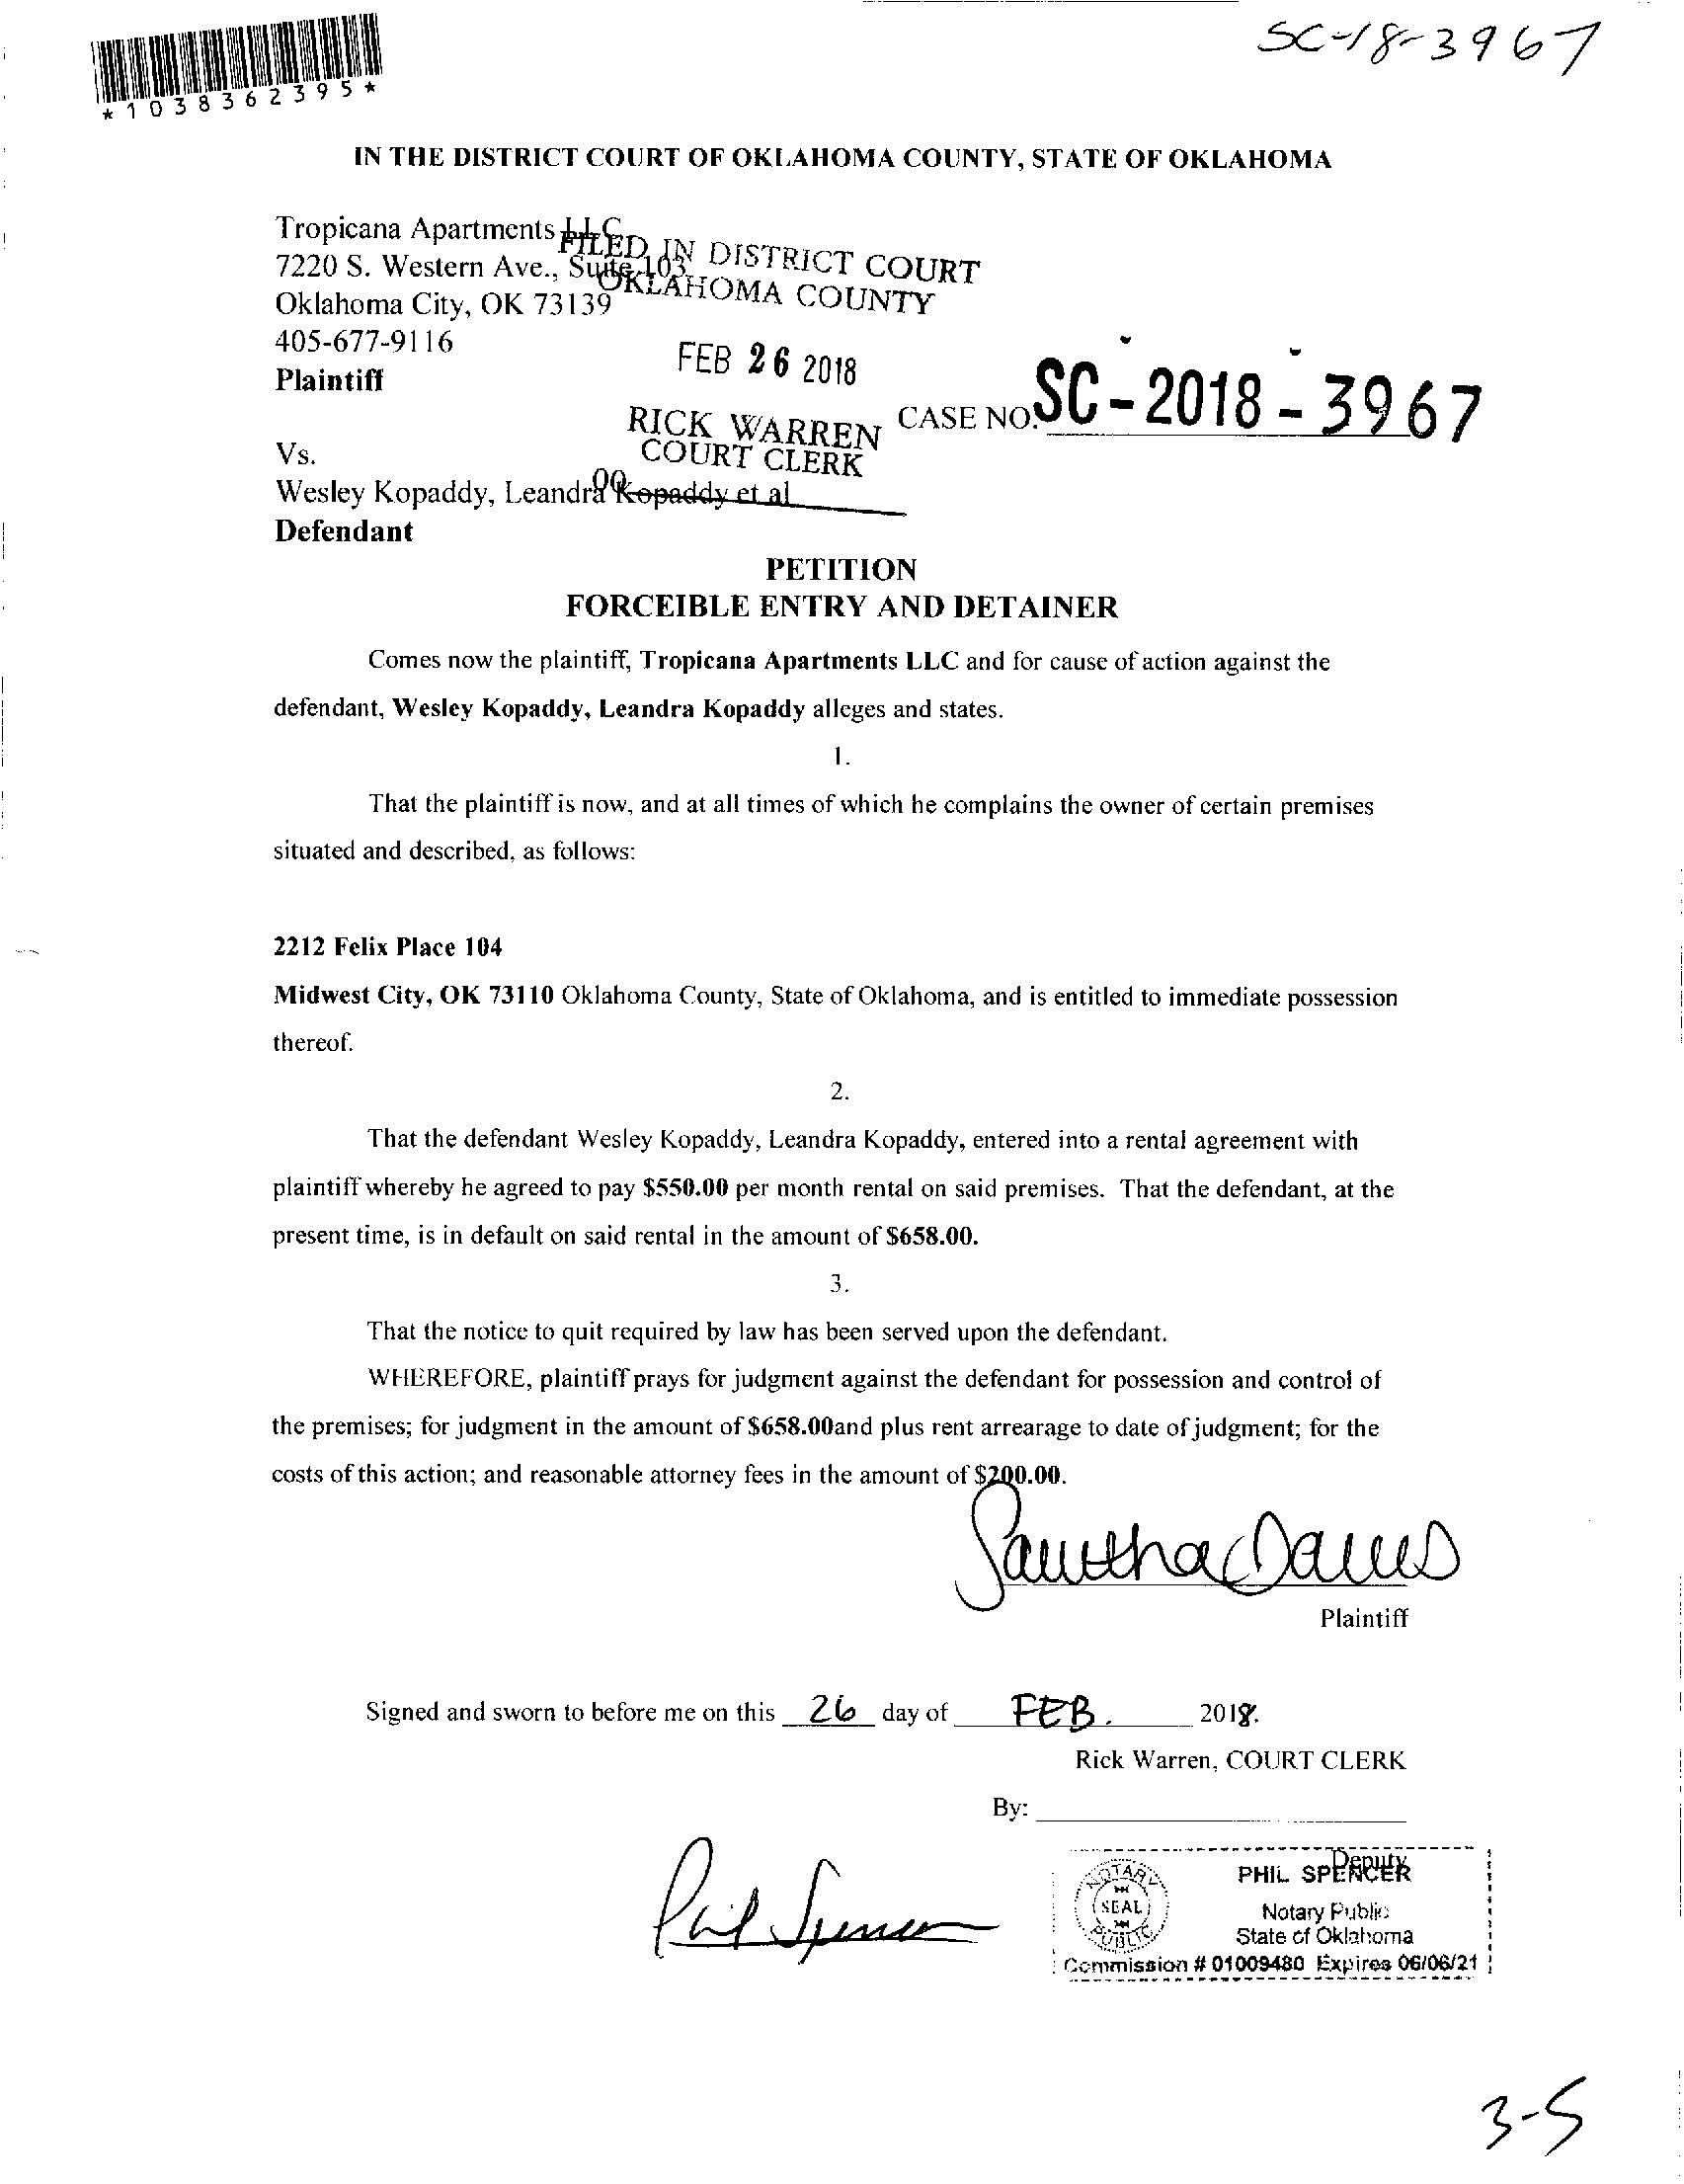 SC-18-3967
*1038362395*
IN THE DISTRICT COURT OF OKLAHOMA COUNTY, STATE OF OKLAHOMA
Tropicana Apartments LLC
7220 S. Western Ave., Suite 103
Oklahoma City, OK 73139
405-677-9116
Plaintiff
FILED IN DISTRICT COURT
OKLAHOMA COUNTY
FEB 26 2018
RICK WARREN
COURT CLERK
CASE NO. SC-2018-3967
Vs.
Wesley Kopaddy, Leandra Kopaddy et al
Defendant
PETITION
FORCEIBLE ENTRY AND DETAINER
Comes now the plaintiff, Tropicana Apartments LLC and for cause of action against the
defendant, Wesley Kopaddy, Leandra Kopaddy alleges and states.
1.
That the plaintiff is now, and at all times of which he complains the owner of certain premises
situated and described, as follows:
2212 Felix Place 104
Midwest City, OK 73110 Oklahoma County, State of Oklahoma, and is entitled to immediate possession
thereof.
2.
That the defendant Wesley Kopaddy, Leandra Kopaddy, entered into a rental agreement with
plaintiff whereby he agreed to pay $550.00 per month rental on said premises. That the defendant, at the
present time, is in default on said rental in the amount of $658.00.
3.
That the notice to quit required by law has been served upon the defendant.
WHEREFORE, plaintiff prays for judgment against the defendant for possession and control of
the premises; for judgment in the amount of $658.00and plus rent arrearage to date of judgment; for the
costs of this action; and reasonable attorney fees in the amount of $200.00.
Plaintiff
Signed and sworn to before me on this 26 day of FEB. 2018.
Rick Warren, COURT CLERK
By:
Deputy
Phil Spencer
NOTARY
SEAL
PUBLIC
PHIL SPENCER
Notary Public
State of Oklahoma
Commission # 01009480 Expires 06/06/21
3-5